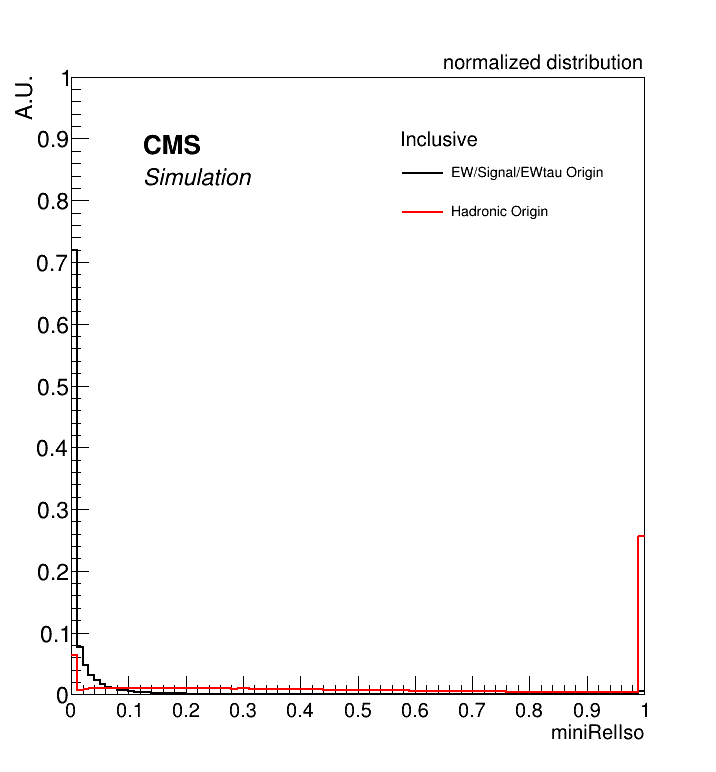 normalized distribution
A.U.
1
0.9
0.8
0.7
0.6
0.5
0.4
0.3
0.2
0.1
0
CMS
Simulation
Inclusive
EW/Signal/EWtau Origin
Hadronic Origin
0 0.1 0.2 0.3 0.4 0.5 0.6 0.7 0.8 0.9 1
miniRelIso